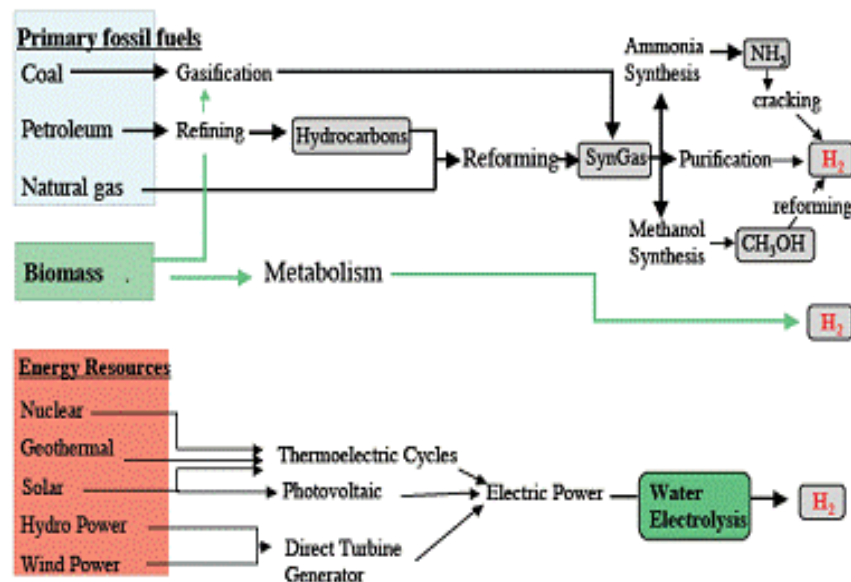 Primary fossil fuels
Coal
Gasification
Ammonia
Synthesis
NH₃
cracking
Petroleum
Refining
Hydrocarbons
Reforming
SynGas
Purification
H₂
Natural gas
reforming
Methanol
Synthesis
CH₃OH
Biomass .
Metabolism
H₂
Energy Resources
Nuclear
Geothermal
Thermoelectric Cycles
Solar
Photovoltaic
Electric Power
Water
Electrolysis
H₂
Hydro Power
Direct Turbine
Generator
Wind Power